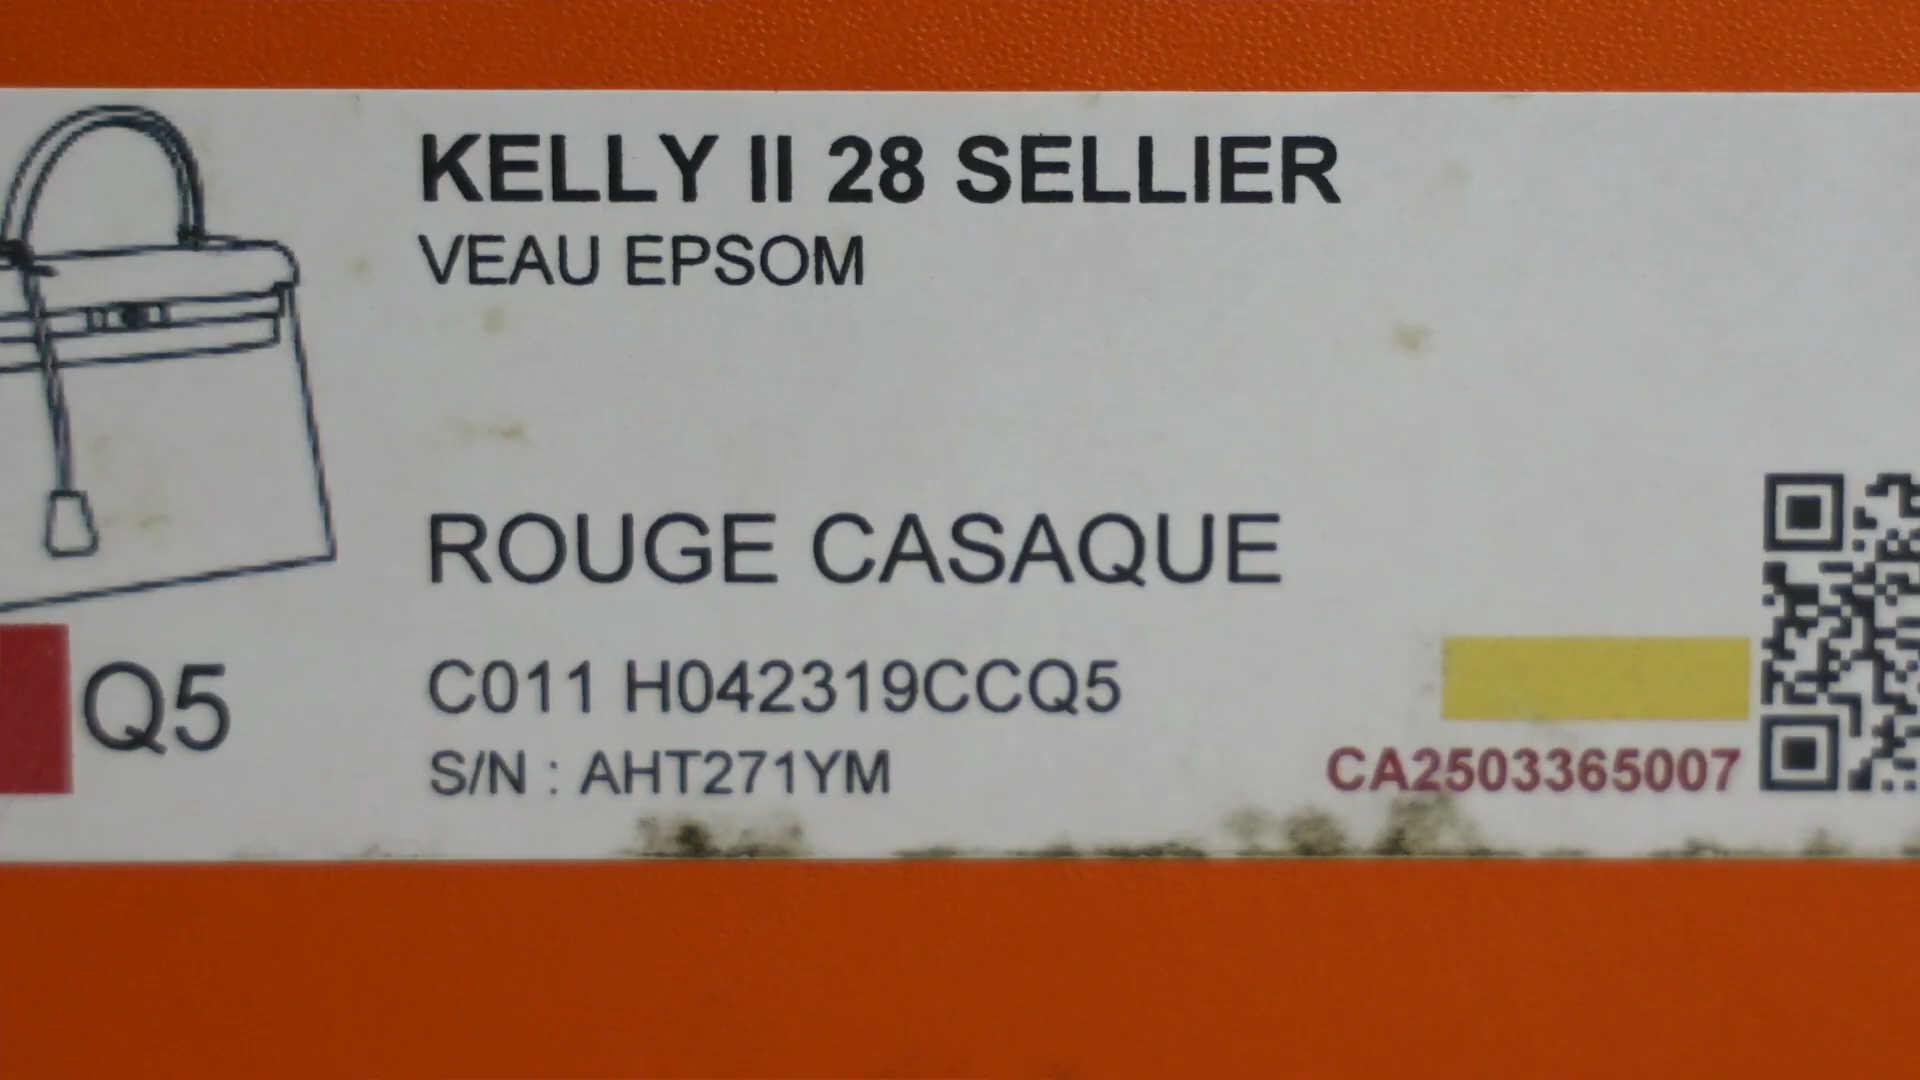 KELLY II 28 SELLIER
VEAU EPSOM
ROUGE CASAQUE
Q5
C011 H042319CCQ5
S/N : AHT271YM
CA2503365007